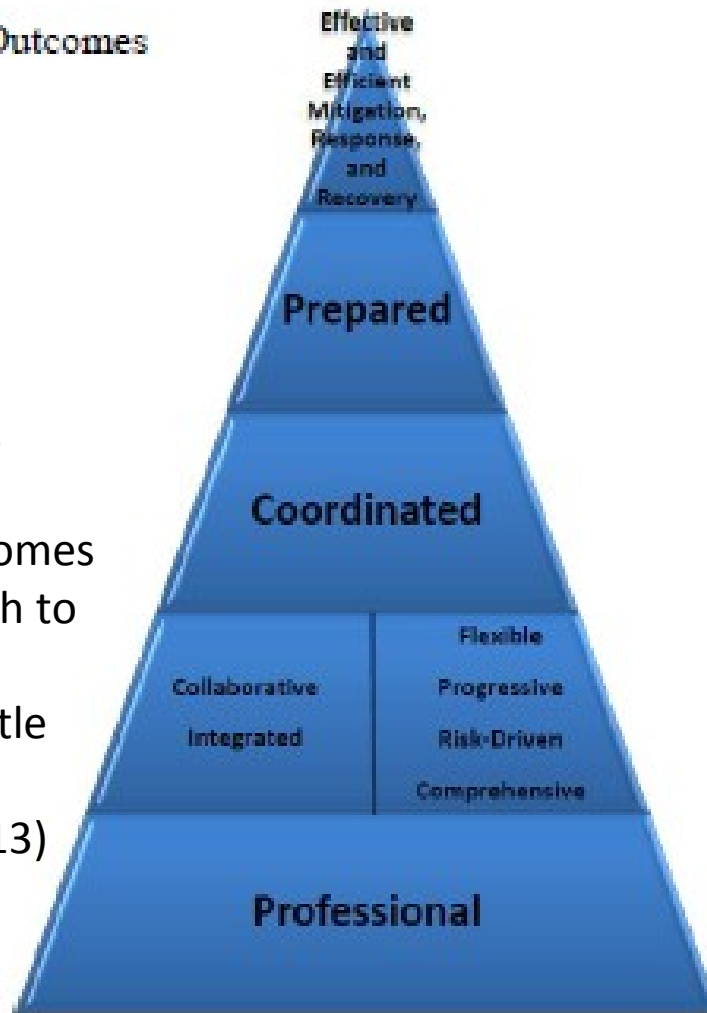 Outcomes
Effective
and
Efficient
Mitigation,
Response,
and
Recovery
Prepared
Coordinated
omes
h to
tle
13)
Collaborative
Integrated
Flexible
Progressive
Risk-Driven
Comprehensive
Professional